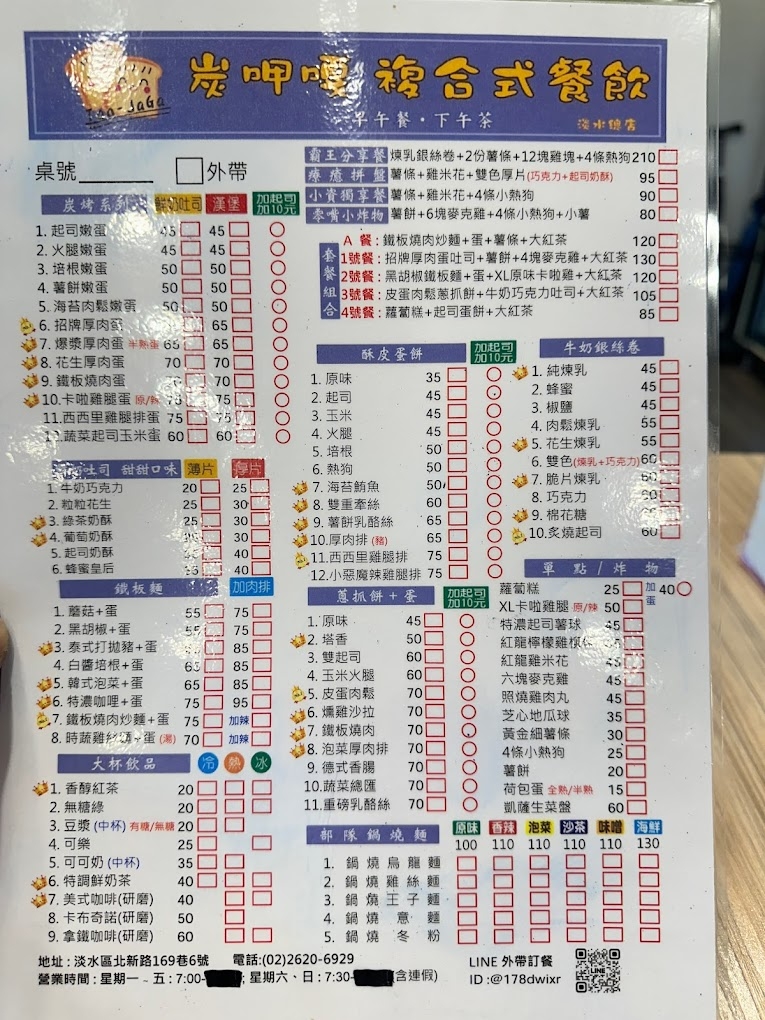 炭呷嘎 複合式餐飲
早午餐・下午茶
淡水總店
桌號______ □外帶
霸王分享餐 煉乳銀絲卷+2份薯條+12塊雞塊+4條熱狗 210
療癒拼盤 薯條+雞米花+雙色厚片(巧克力+起司奶酥) 95
小資獨享餐 薯條+雞米花+4條小熱狗 90
零嘴小炸物 薯餅+6塊麥克雞+4條小熱狗+小薯 80
套餐組合
A 餐:鐵板燒肉炒麵+蛋+薯條+大紅茶 120
1號餐:招牌厚肉蛋吐司+薯餅+4塊麥克雞+大紅茶 130
2號餐:黑胡椒鐵板麵+蛋+XL原味卡啦雞+大紅茶 120
3號餐:皮蛋肉鬆蔥抓餅+牛奶巧克力吐司+大紅茶 105
4號餐:蘿蔔糕+起司蛋餅+大紅茶 85
炭烤系列 鮮奶吐司 漢堡 加起司加10元
1. 起司嫩蛋 45 45
2. 火腿嫩蛋 45 45
3. 培根嫩蛋 50 50
4. 薯餅嫩蛋 50 50
5. 海苔肉鬆嫩蛋 50 50
6. 招牌厚肉蛋 65
7. 爆漿厚肉蛋 半熟蛋 65 65
8. 花生厚肉蛋 70 70
9. 鐵板燒肉蛋 70
10.卡啦雞腿蛋 原/辣 75 75
11.西西里雞腿排蛋 75 75
12.蔬菜起司玉米蛋 60 60
吐司 甜甜口味 薄片 厚片
1. 牛奶巧克力 20 25
2. 粒粒花生 25 30
3. 綠茶奶酥 25 30
4. 葡萄奶酥 30
5. 起司奶酥 40
6. 蜂蜜皇后 40
鐵板麵 加肉排
1. 蘑菇+蛋 55 75
2. 黑胡椒+蛋 55 75
3. 泰式打拋豬+蛋 65 85
4. 白醬培根+蛋 65 85
5. 韓式泡菜+蛋 65 85
6. 特濃咖哩+蛋 75 95
7. 鐵板燒肉炒麵+蛋 75 加辣
8. 時蔬雞絲麵+蛋 (湯) 70 加辣
大杯飲品 冷 熱 冰
1. 香醇紅茶 20
2. 無糖綠 20
3. 豆漿 (中杯) 有糖/無糖 20
4. 可樂 25
5. 可可奶 (中杯) 35
6. 特調鮮奶茶 40
7. 美式咖啡(研磨) 40
8. 卡布奇諾(研磨) 50
9. 拿鐵咖啡(研磨) 60
酥皮蛋餅 加起司加10元
1. 原味 35
2. 起司 45
3. 玉米 45
4. 火腿 45
5. 培根 50
6. 熱狗 50
7. 海苔鮪魚 50
8. 雙重牽絲 60
9. 薯餅乳酪絲 65
10.厚肉排 (豬) 65
11.西西里雞腿排 75
12.小惡魔辣雞腿排 75
蔥抓餅+蛋 加起司加10元
1. 原味 45
2. 塔香 50
3. 雙起司 60
4. 玉米火腿 60
5. 皮蛋肉鬆 70
6. 燻雞沙拉 70
7. 鐵板燒肉 70
8. 泡菜厚肉排 70
9. 德式香腸 70
10.蔬菜總匯 70
11.重磅乳酪絲 70
牛奶銀絲卷
1. 純煉乳 45
2. 蜂蜜 45
3. 椒鹽 45
4. 肉鬆煉乳 55
5. 花生煉乳 55
6. 雙色(煉乳+巧克力) 60
7. 脆片煉乳 60
8. 巧克力
9. 棉花糖
10.炙燒起司 60
單點/炸物
蘿蔔糕 25 加蛋 40
XL卡啦雞腿 原/辣 50
特濃起司薯球 45
紅龍檸檬雞柳條
紅龍雞米花 45
六塊麥克雞 45
照燒雞肉丸 45
芝心地瓜球 35
黃金細薯條 30
4條小熱狗 25
薯餅 20
荷包蛋 全熟/半熟 15
凱薩生菜盤 60
部隊鍋燒麵 原味 香辣 泡菜 沙茶 味噌 海鮮
100 110 110 110 110 130
1. 鍋燒烏龍麵
2. 鍋燒雞絲麵
3. 鍋燒王子麵
4. 鍋燒意麵
5. 鍋燒冬粉
地址:淡水區北新路169巷6號 電話:(02)2620-6929
營業時間:星期一 . 五:7:00- ; 星期六、日:7:30- (含連假)
LINE 外帶訂餐
ID :@178dwixr
LINE